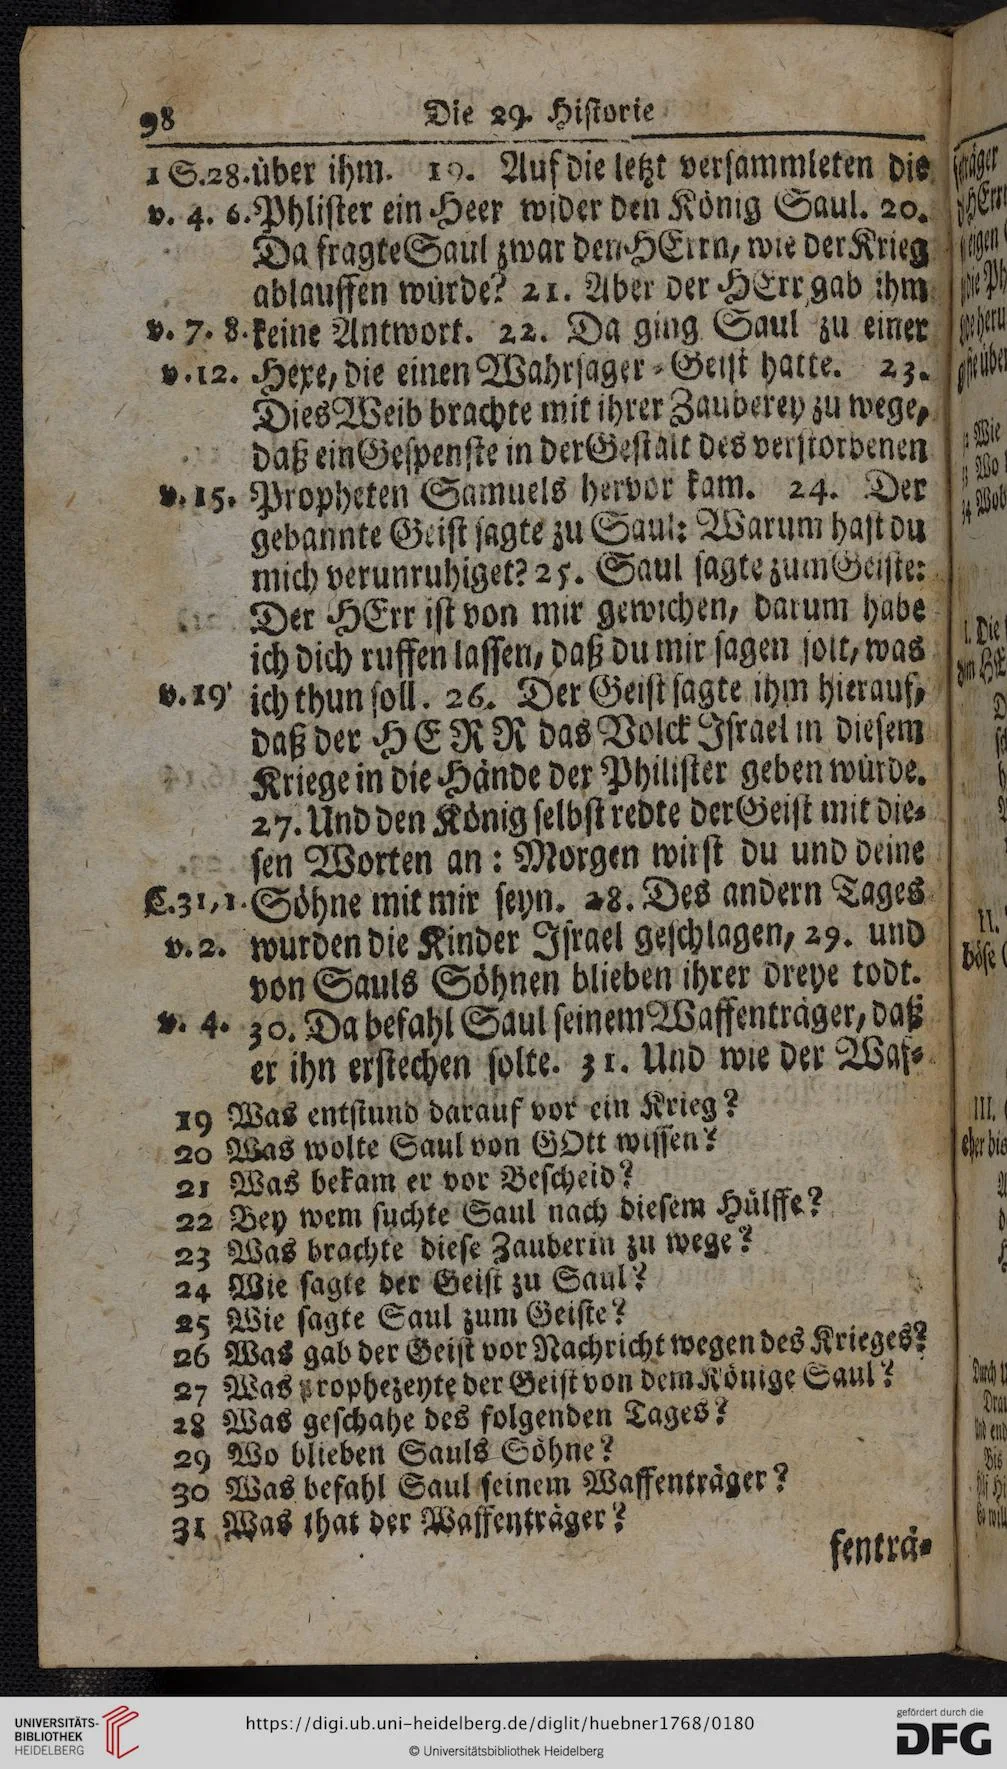 98 Die 29. Historie
1 S.28. über ihm. 19. Auf die letzt versammleten die
v. 4. 6. Phlister ein Heer wider den König Saul. 20.
Da fragte Saul zwar den HErrn, wie der Krieg
ablauffen würde? 21. Aber der HErr gab ihm
v. 7. 8. keine Antwort. 22. Da ging Saul zu einer
v. 12. Hexe, die einen Wahrsager-Geist hatte. 23.
Dies Weib brachte mit ihrer Zauberey zu wege,
daß ein Gespenste in der Gestalt des verstorbenen
v. 15. Propheten Samuels hervor kam. 24. Der
gebannte Geist sagte zu Saul: Warum hast du
mich verunruhiget? 25. Saul sagte zum Geiste:
Der HErr ist von mir gewichen, darum habe
ich dich ruffen lassen, daß du mir sagen solt, was
v. 19 ich thun soll. 26. Der Geist sagte ihm hierauf,
daß der HERR das Volck Israel in diesem
Kriege in die Hände der Philister geben würde.
27. Und den König selbst redte der Geist mit die-
sen Worten an: Morgen wirst du und deine
C. 31, 1. Söhne mit mir seyn. 28. Des andern Tages
v. 2. wurden die Kinder Israel geschlagen, 29. und
von Sauls Söhnen blieben ihrer dreye todt.
v. 4. 30. Da befahl Saul seinem Waffenträger, daß
er ihn erstechen solte. 31. Und wie der Waf-
19 Was entstund darauf vor ein Krieg?
20 Was wolte Saul von GOtt wissen?
21 Was bekam er vor Bescheid?
22 Bey wem suchte Saul nach diesem Hülffe?
23 Was brachte diese Zauberin zu wege?
24 Wie sagte der Geist zu Saul?
25 Wie sagte Saul zum Geiste?
26 Was gab der Geist vor Nachricht wegen des Krieges?
27 Was prophezeyte der Geist von dem Könige Saul?
28 Was geschahe des folgenden Tages?
29 Wo blieben Sauls Söhne?
30 Was befahl Saul seinem Waffenträger?
31 Was that der Waffenträger?
fenträ-
UNIVERSITÄTS-
BIBLIOTHEK
HEIDELBERG
https://digi.ub.uni-heidelberg.de/diglit/huebner1768/0180
© Universitätsbibliothek Heidelberg
gefördert durch die
DFG